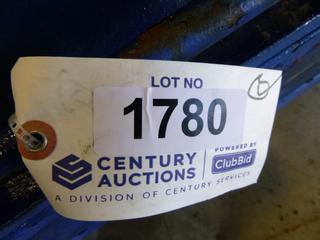 LOT NO
1780
CENTURY
AUCTIONS
POWERED BY
ClubBid
A DIVISION OF CENTURY SERVICES